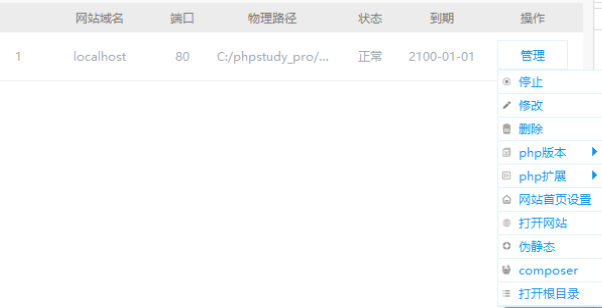 网站域名 端口 物理路径 状态 到期 操作
1 localhost 80 C:/phpstudy_pro/... 正常 2100-01-01 管理
停止
修改
删除
php版本
php扩展
网站首页设置
打开网站
伪静态
composer
打开根目录